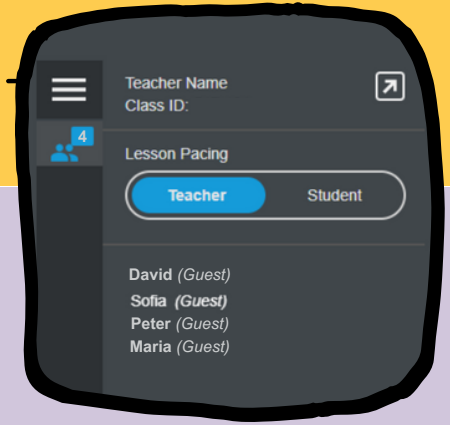 Teacher Name
Class ID:
4
Lesson Pacing
Teacher Student
David (Guest)
Sofia (Guest)
Peter (Guest)
Maria (Guest)